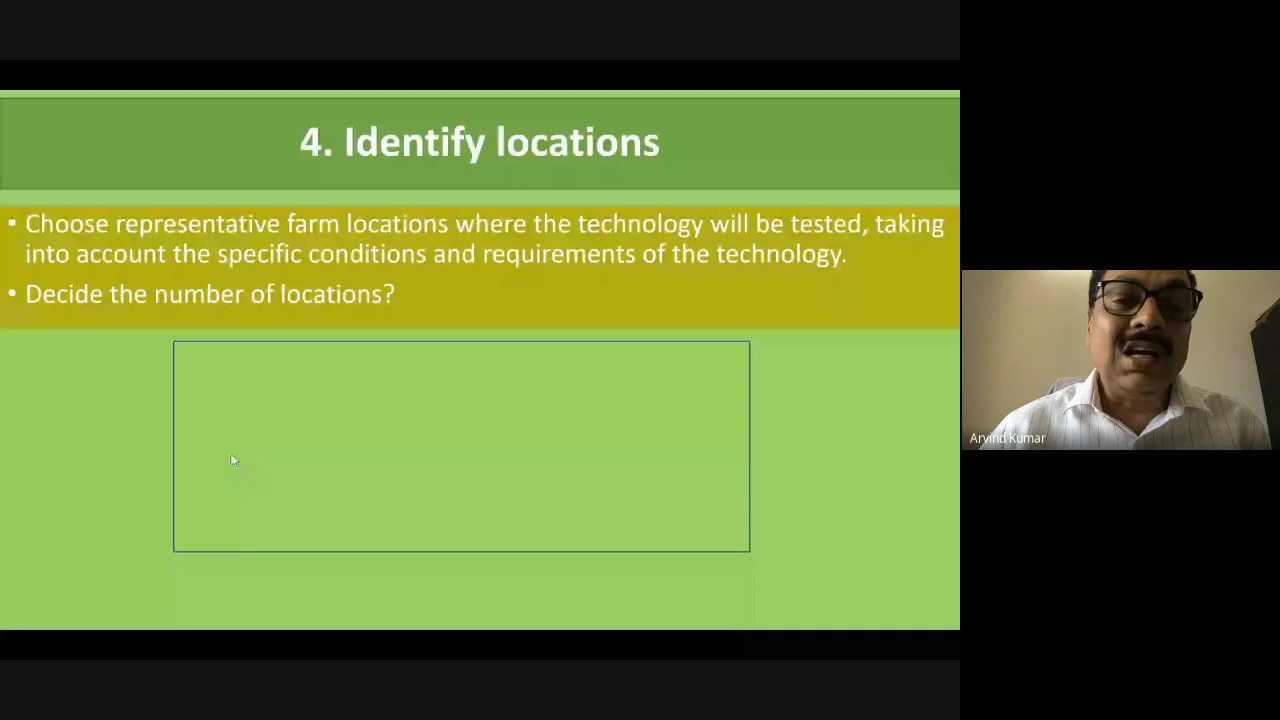 4. Identify locations
• Choose representative farm locations where the technology will be tested, taking
into account the specific conditions and requirements of the technology.
• Decide the number of locations?
Arvind Kumar